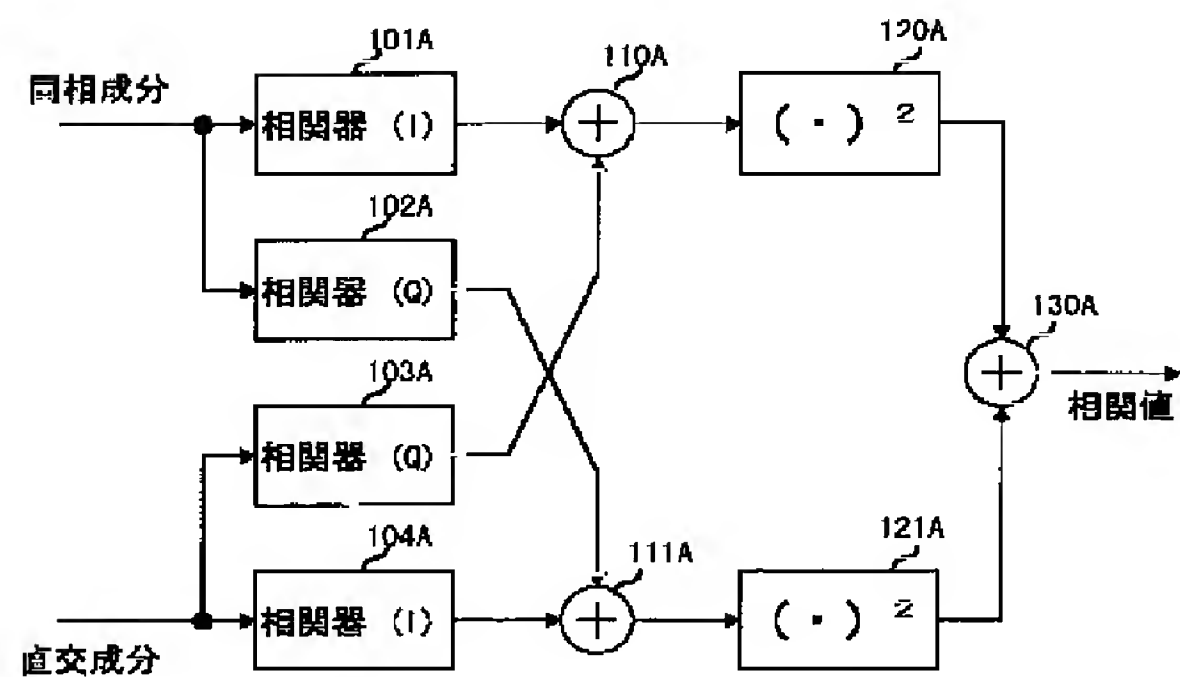 101A
110A
120A
同相成分
相関器 (I)
+
( ・ ) 2
102A
相関器 (Q)
130A
+
相関値
103A
相関器 (Q)
104A
111A
121A
相関器 (I)
+
( ・ ) 2
直交成分